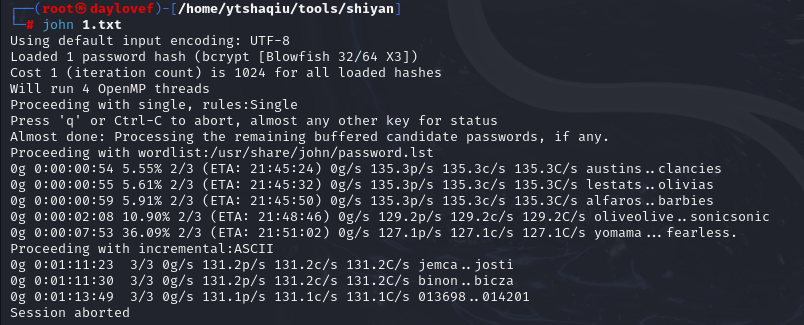 ┌──(root㉿daylovef)-[/home/ytshaqiu/tools/shiyan]
└─# john 1.txt
Using default input encoding: UTF-8
Loaded 1 password hash (bcrypt [Blowfish 32/64 X3])
Cost 1 (iteration count) is 1024 for all loaded hashes
Will run 4 OpenMP threads
Proceeding with single, rules:Single
Press 'q' or Ctrl-C to abort, almost any other key for status
Almost done: Processing the remaining buffered candidate passwords, if any.
Proceeding with wordlist:/usr/share/john/password.lst
0g 0:00:00:54 5.55% 2/3 (ETA: 21:45:24) 0g/s 135.3p/s 135.3c/s 135.3C/s austins..clancies
0g 0:00:00:55 5.61% 2/3 (ETA: 21:45:32) 0g/s 135.3p/s 135.3c/s 135.3C/s lestats..olivias
0g 0:00:00:59 5.91% 2/3 (ETA: 21:45:50) 0g/s 135.3p/s 135.3c/s 135.3C/s alfaros..barbies
0g 0:00:02:08 10.90% 2/3 (ETA: 21:48:46) 0g/s 129.2p/s 129.2c/s 129.2C/s oliveolive..sonicsonic
0g 0:00:07:53 36.09% 2/3 (ETA: 21:51:02) 0g/s 127.1p/s 127.1c/s 127.1C/s yomama...fearless.
Proceeding with incremental:ASCII
0g 0:01:11:23  3/3 0g/s 131.2p/s 131.2c/s 131.2C/s jemca..josti
0g 0:01:11:30  3/3 0g/s 131.2p/s 131.2c/s 131.2C/s binon..bicza
0g 0:01:13:49  3/3 0g/s 131.1p/s 131.1c/s 131.1C/s 013698..014201
Session aborted